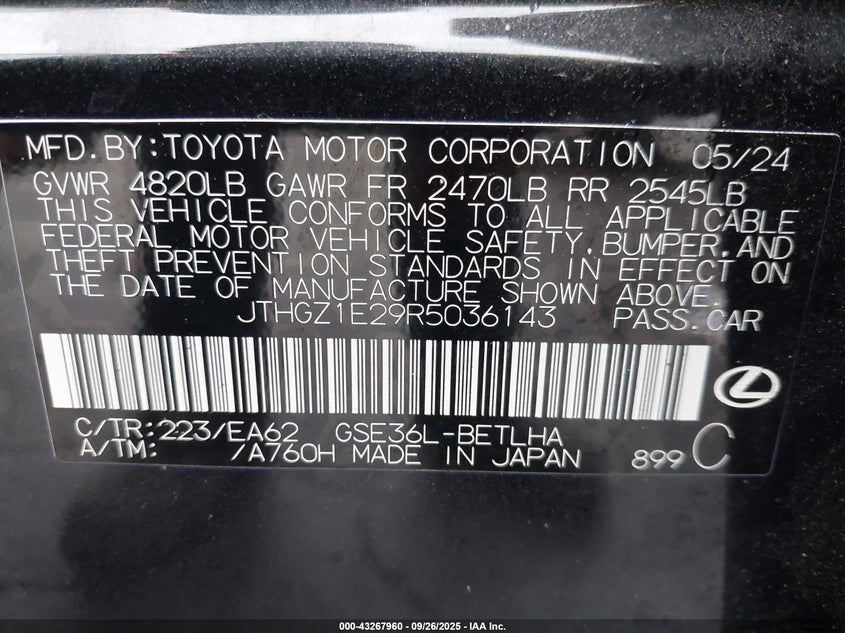 MFD.BY:TOYOTA MOTOR CORPORATION 05/24
GVWR 4820LB GAWR FR 2470LB RR 2545LB
THIS VEHICLE CONFORMS TO ALL APPLICABLE
FEDERAL MOTOR VEHICLE SAFETY,BUMPER,AND
THEFT PREVENTION STANDARDS IN EFFECT ON
THE DATE OF MANUFACTURE SHOWN ABOVE.
JTHGZ1E29R5036143 PASS.CAR
C/TR:223/EA62 GSE36L-BETLHA
A/TM: /A760H MADE IN JAPAN 899 C
000-43267960 - 09/26/2025 - IAA Inc.